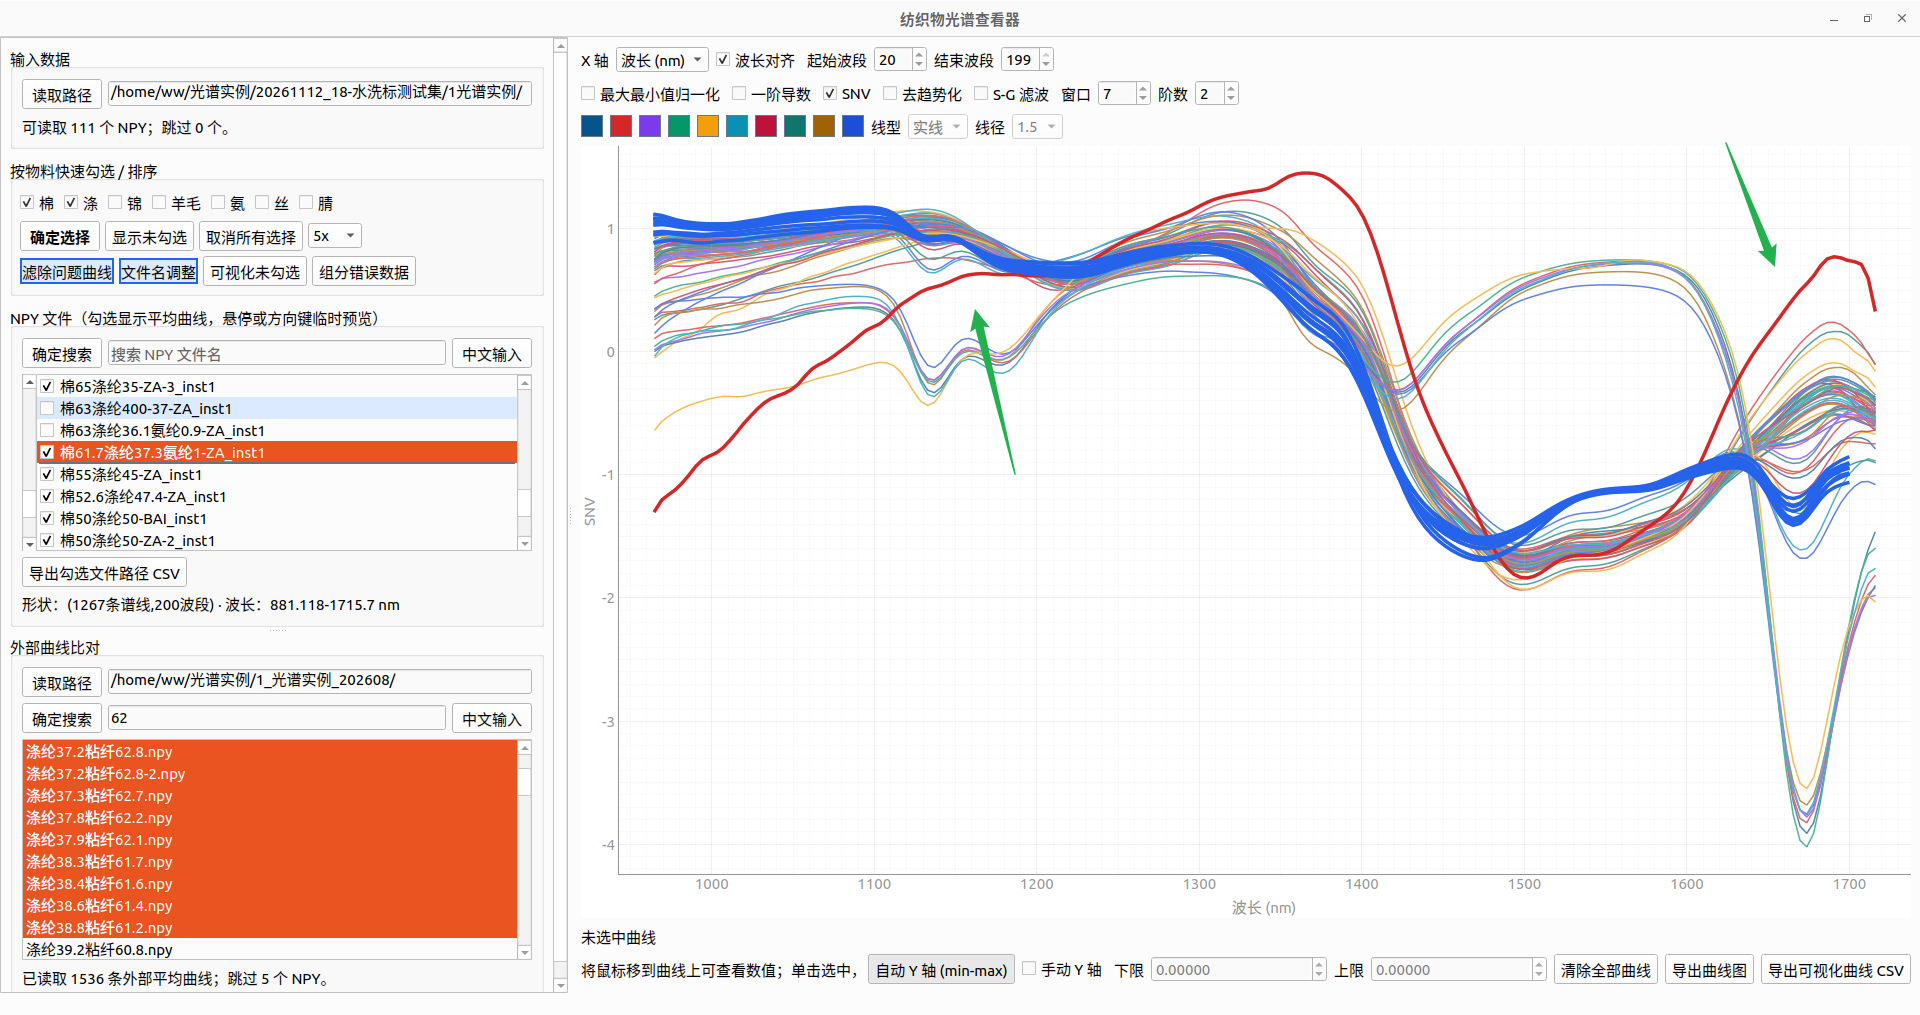 纺织物光谱查看器
输入数据
读取路径 /home/ww/光谱实例/20261112_18-水洗标测试集/1光谱实例/
可读取 111 个 NPY；跳过 0 个。
按物料快速勾选 / 排序
棉 涤 锦 羊毛 氨 丝 腈
确定选择 显示未勾选 取消所有选择 5x
滤除问题曲线 文件名调整 可视化未勾选 组分错误数据
NPY 文件（勾选显示平均曲线，悬停或方向键临时预览）
确定搜索 搜索 NPY 文件名 中文输入
棉65涤纶35-ZA-3_inst1
棉63涤纶400-37-ZA_inst1
棉63涤纶36.1氨纶0.9-ZA_inst1
棉61.7涤纶37.3氨纶1-ZA_inst1
棉55涤纶45-ZA_inst1
棉52.6涤纶47.4-ZA_inst1
棉50涤纶50-BAI_inst1
棉50涤纶50-ZA-2_inst1
导出勾选文件路径 CSV
形状：(1267条谱线,200波段) · 波长：881.118-1715.7 nm
外部曲线比对
读取路径 /home/ww/光谱实例/1_光谱实例_202608/
确定搜索 62 中文输入
涤纶37.2粘纤62.8.npy
涤纶37.2粘纤62.8-2.npy
涤纶37.3粘纤62.7.npy
涤纶37.8粘纤62.2.npy
涤纶37.9粘纤62.1.npy
涤纶38.3粘纤61.7.npy
涤纶38.4粘纤61.6.npy
涤纶38.6粘纤61.4.npy
涤纶38.8粘纤61.2.npy
涤纶39.2粘纤60.8.npy
已读取 1536 条外部平均曲线；跳过 5 个 NPY。
X 轴 波长 (nm) 波长对齐 起始波段 20 结束波段 199
最大最小值归一化 一阶导数 SNV 去趋势化 S-G 滤波 窗口 7 阶数 2
线型 实线 线径 1.5
1
0
-1
-2
-3
-4
SNV
1000 1100 1200 1300 1400 1500 1600 1700
波长 (nm)
未选中曲线
将鼠标移到曲线上可查看数值；单击选中， 自动 Y 轴 (min-max) 手动 Y 轴 下限 0.00000 上限 0.00000 清除全部曲线 导出曲线图 导出可视化曲线 CSV